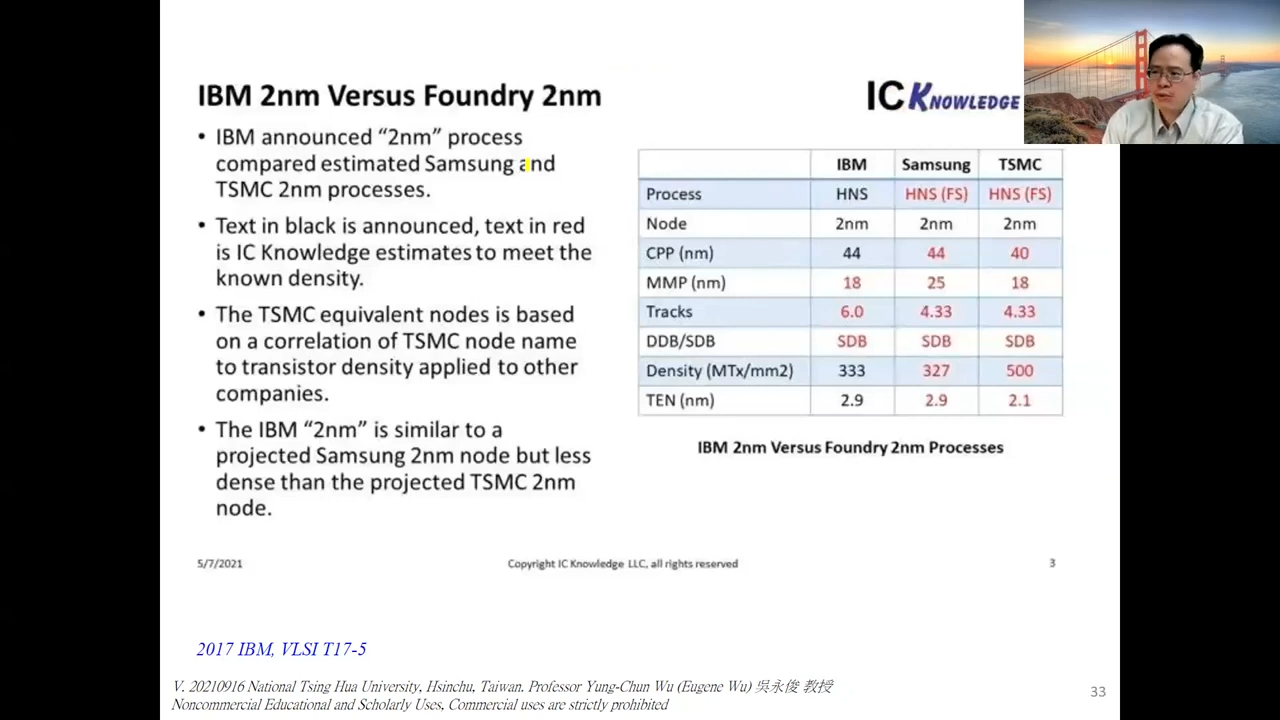 IBM 2nm Versus Foundry 2nm
IC KNOWLEDGE
• IBM announced “2nm” process
compared estimated Samsung and
TSMC 2nm processes.
• Text in black is announced, text in red
is IC Knowledge estimates to meet the
known density.
• The TSMC equivalent nodes is based
on a correlation of TSMC node name
to transistor density applied to other
companies.
• The IBM “2nm” is similar to a
projected Samsung 2nm node but less
dense than the projected TSMC 2nm
node.
IBM Samsung TSMC
Process HNS HNS (FS) HNS (FS)
Node 2nm 2nm 2nm
CPP (nm) 44 44 40
MMP (nm) 18 25 18
Tracks 6.0 4.33 4.33
DDB/SDB SDB SDB SDB
Density (MTx/mm2) 333 327 500
TEN (nm) 2.9 2.9 2.1
IBM 2nm Versus Foundry 2nm Processes
5/7/2021 Copyright IC Knowledge LLC, all rights reserved 3
2017 IBM, VLSI T17-5
V. 20210916 National Tsing Hua University, Hsinchu, Taiwan. Professor Yung-Chun Wu (Eugene Wu) 吳永俊 教授
Noncommercial Educational and Scholarly Uses, Commercial uses are strictly prohibited
33